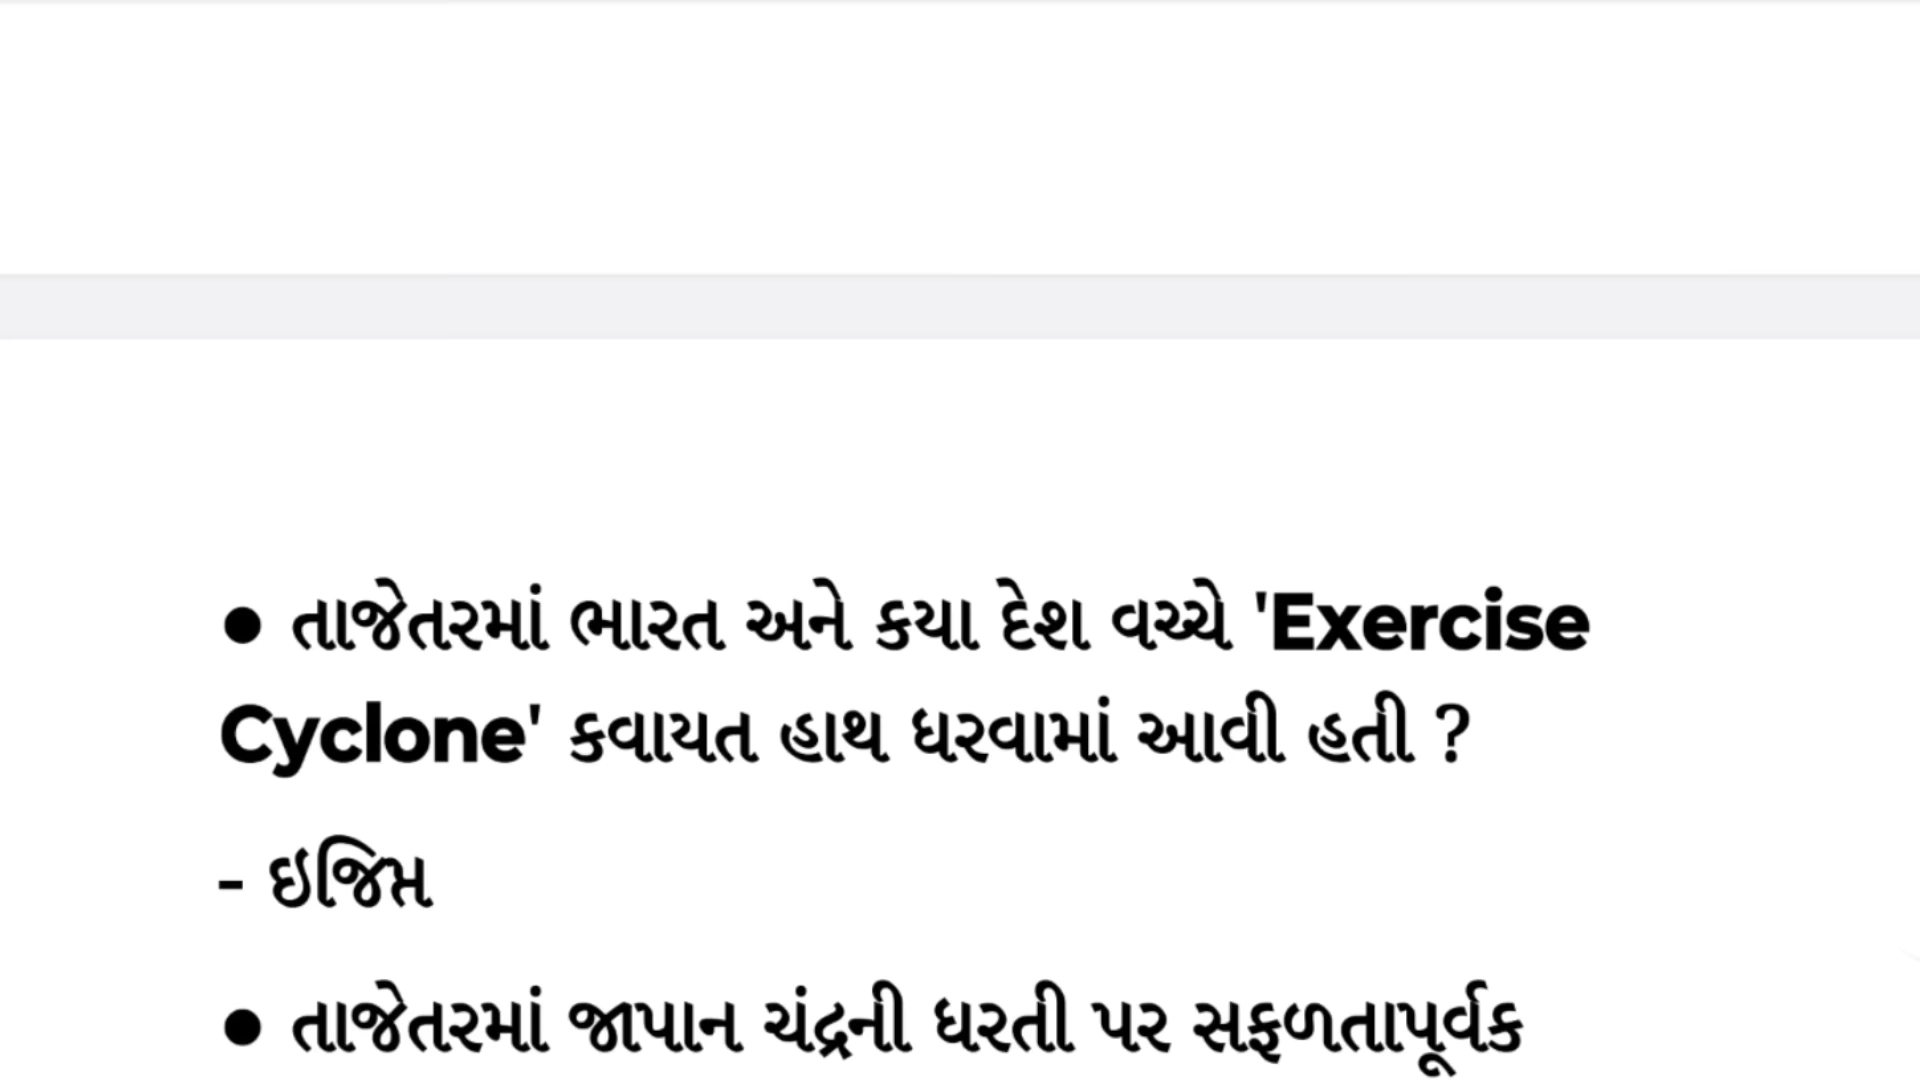 ● તાજેતરમાં ભારત અને કયા દેશ વચ્ચે 'Exercise
Cyclone' કવાયત હાથ ધરવામાં આવી હતી ?
- ઇજિપ્ત
● તાજેતરમાં જાપાન ચંદ્રની ધરતી પર સફળતાપૂર્વક